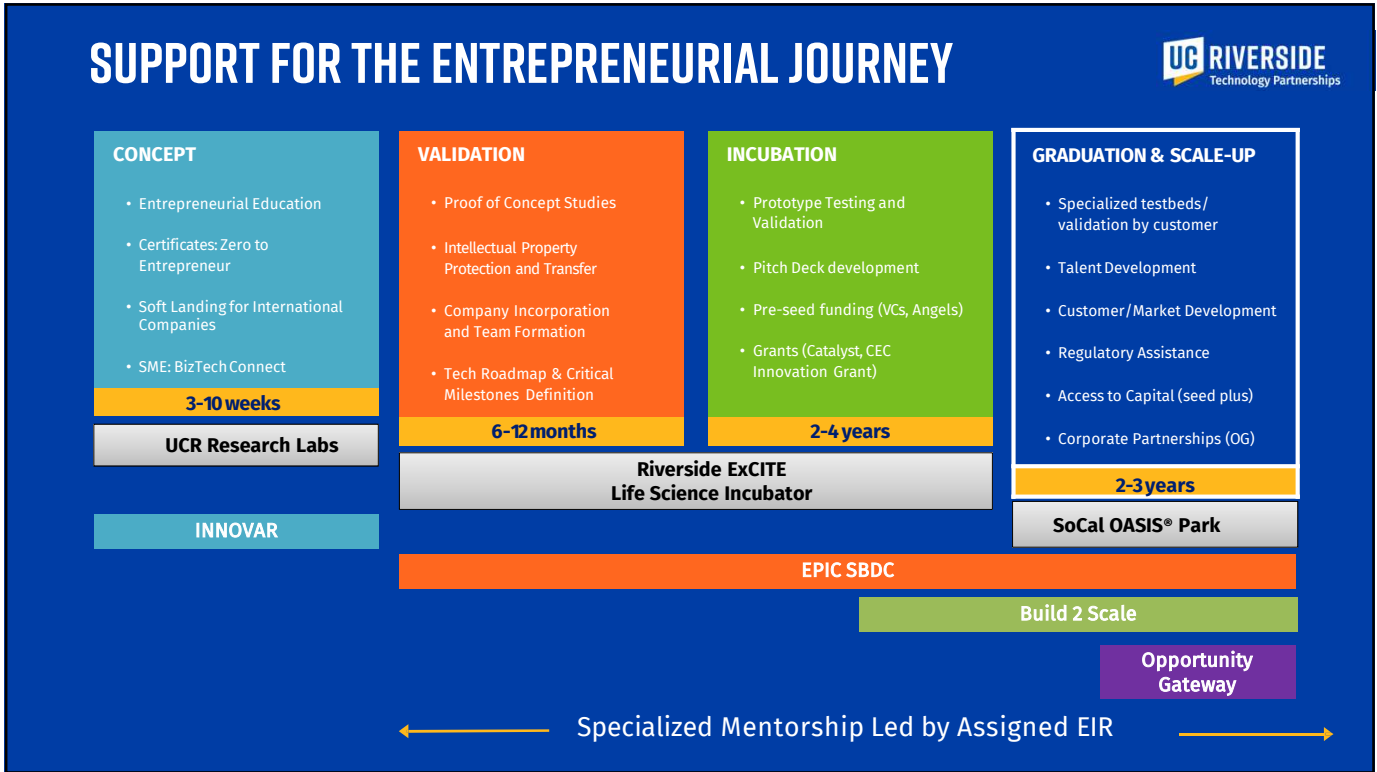 SUPPORT FOR THE ENTREPRENEURIAL JOURNEY
UC RIVERSIDE
Technology Partnerships
CONCEPT
• Entrepreneurial Education
• Certificates: Zero to
Entrepreneur
• Soft Landing for International
Companies
• SME: BizTech Connect
3-10 weeks
UCR Research Labs
INNOVAR
VALIDATION
• Proof of Concept Studies
• Intellectual Property
Protection and Transfer
• Company Incorporation
and Team Formation
• Tech Roadmap & Critical
Milestones Definition
6-12 months
INCUBATION
• Prototype Testing and
Validation
• Pitch Deck development
• Pre-seed funding (VCs, Angels)
• Grants (Catalyst, CEC
Innovation Grant)
2-4 years
Riverside ExCITE
Life Science Incubator
GRADUATION & SCALE-UP
• Specialized testbeds/
validation by customer
• Talent Development
• Customer/Market Development
• Regulatory Assistance
• Access to Capital (seed plus)
• Corporate Partnerships (OG)
2-3 years
SoCal OASIS® Park
EPIC SBDC
Build 2 Scale
Opportunity
Gateway
Specialized Mentorship Led by Assigned EIR